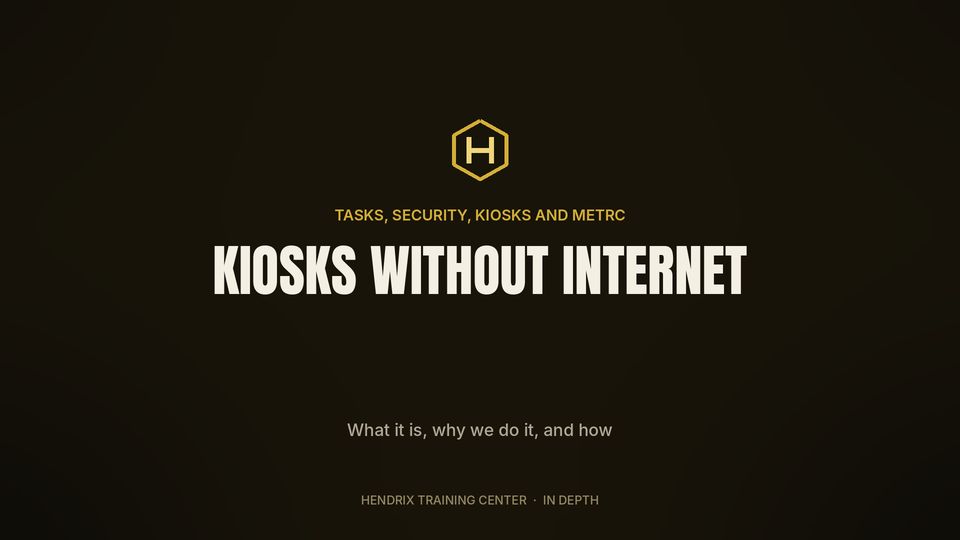 H
TASKS, SECURITY, KIOSKS AND METRC
KIOSKS WITHOUT INTERNET
What it is, why we do it, and how
HENDRIX TRAINING CENTER · IN DEPTH